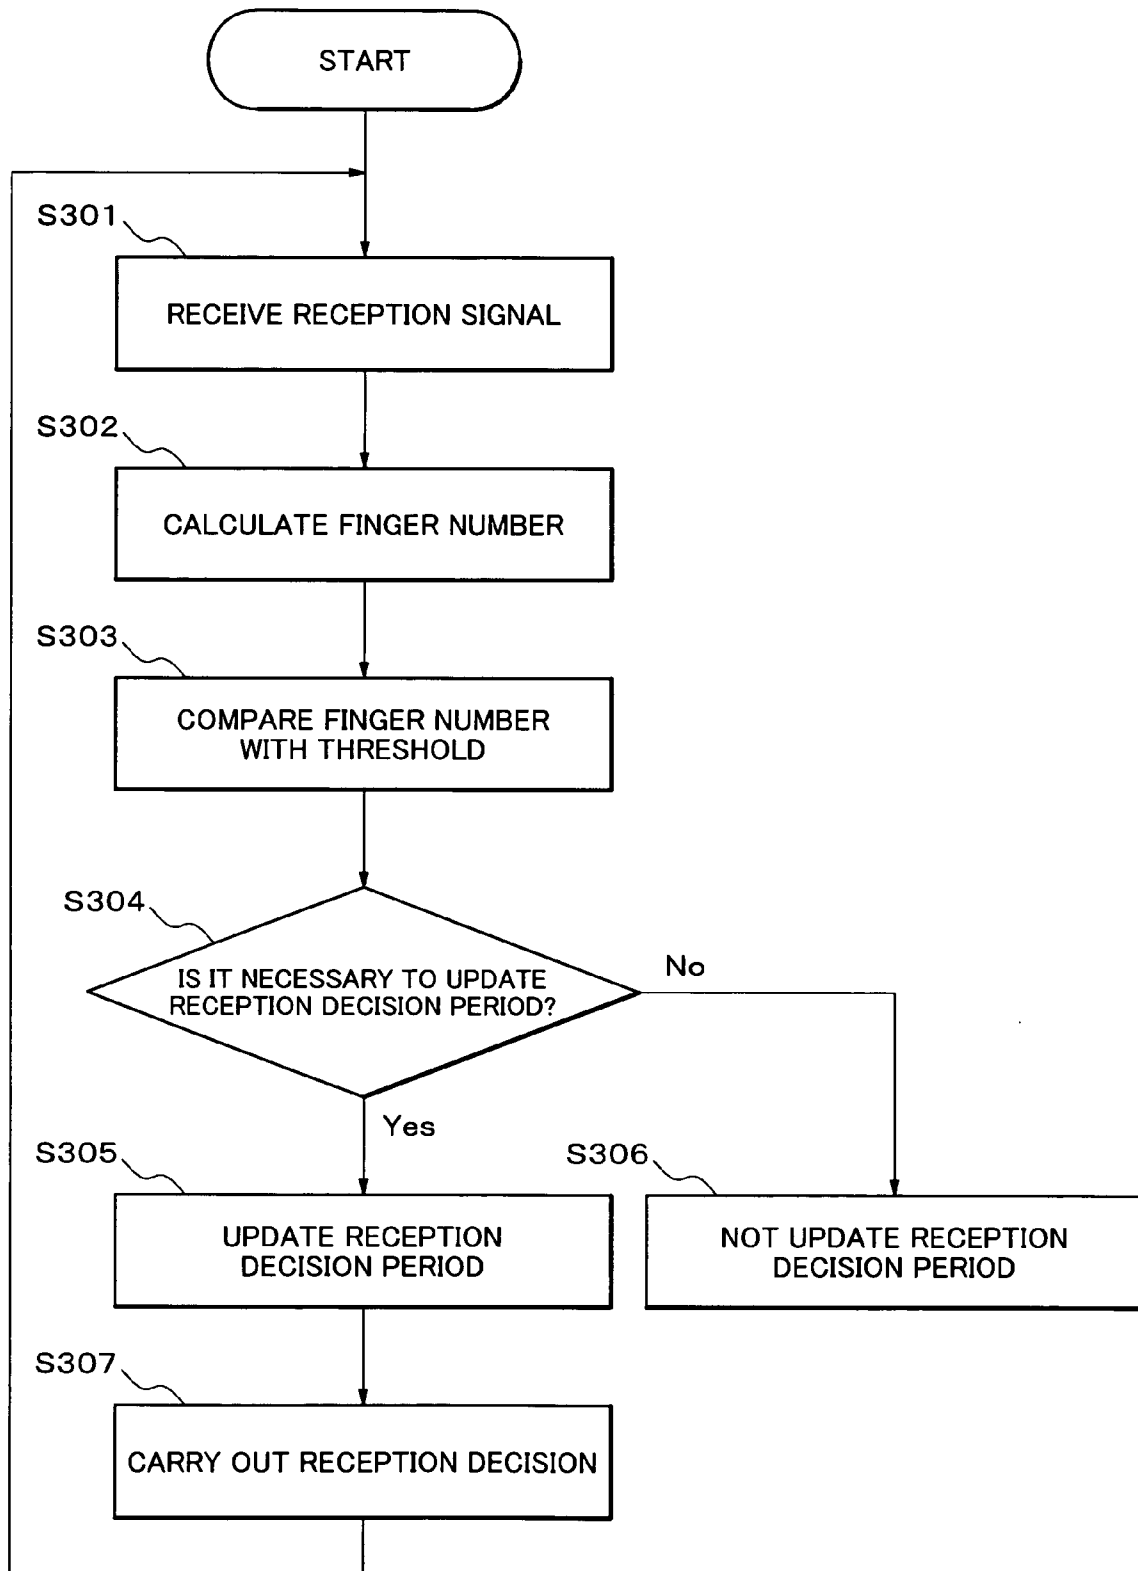 START
S301
RECEIVE RECEPTION SIGNAL
S302
CALCULATE FINGER NUMBER
S303
COMPARE FINGER NUMBER
WITH THRESHOLD
S304
IS IT NECESSARY TO UPDATE
RECEPTION DECISION PERIOD?
No
Yes
S305
UPDATE RECEPTION
DECISION PERIOD
S306
NOT UPDATE RECEPTION
DECISION PERIOD
S307
CARRY OUT RECEPTION DECISION